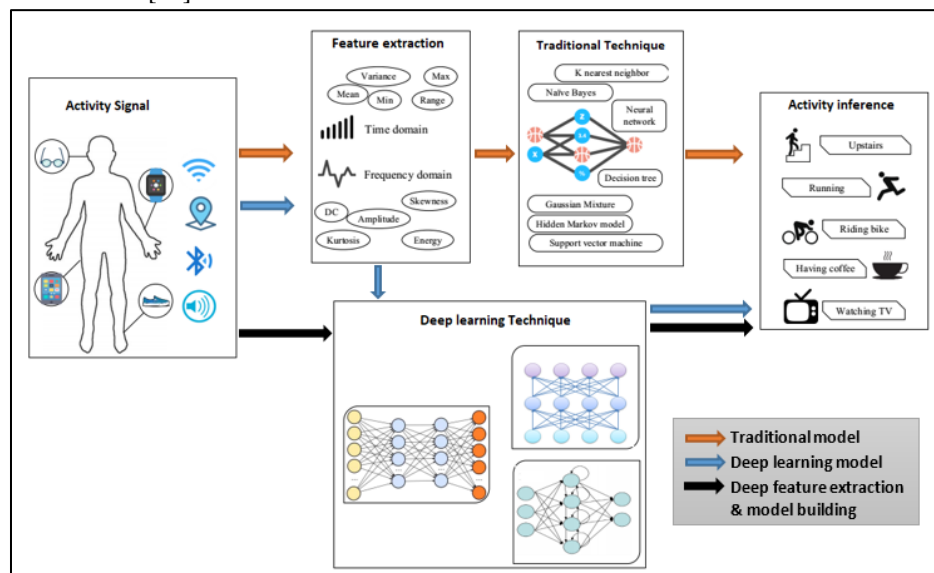 Activity Signal
Feature extraction
Variance
Max
Mean
Min
Range
Time domain
Frequency domain
Skewness
DC
Amplitude
Kurtosis
Energy
Traditional Technique
K nearest neighbor
Naïve Bayes
Neural
network
Z
X
Decision tree
Gaussian Mixture
Hidden Markov model
Support vector machine
Activity inference
Upstairs
Running
Riding bike
Having coffee
Watching TV
Deep learning Technique
Traditional model
Deep learning model
Deep feature extraction
& model building